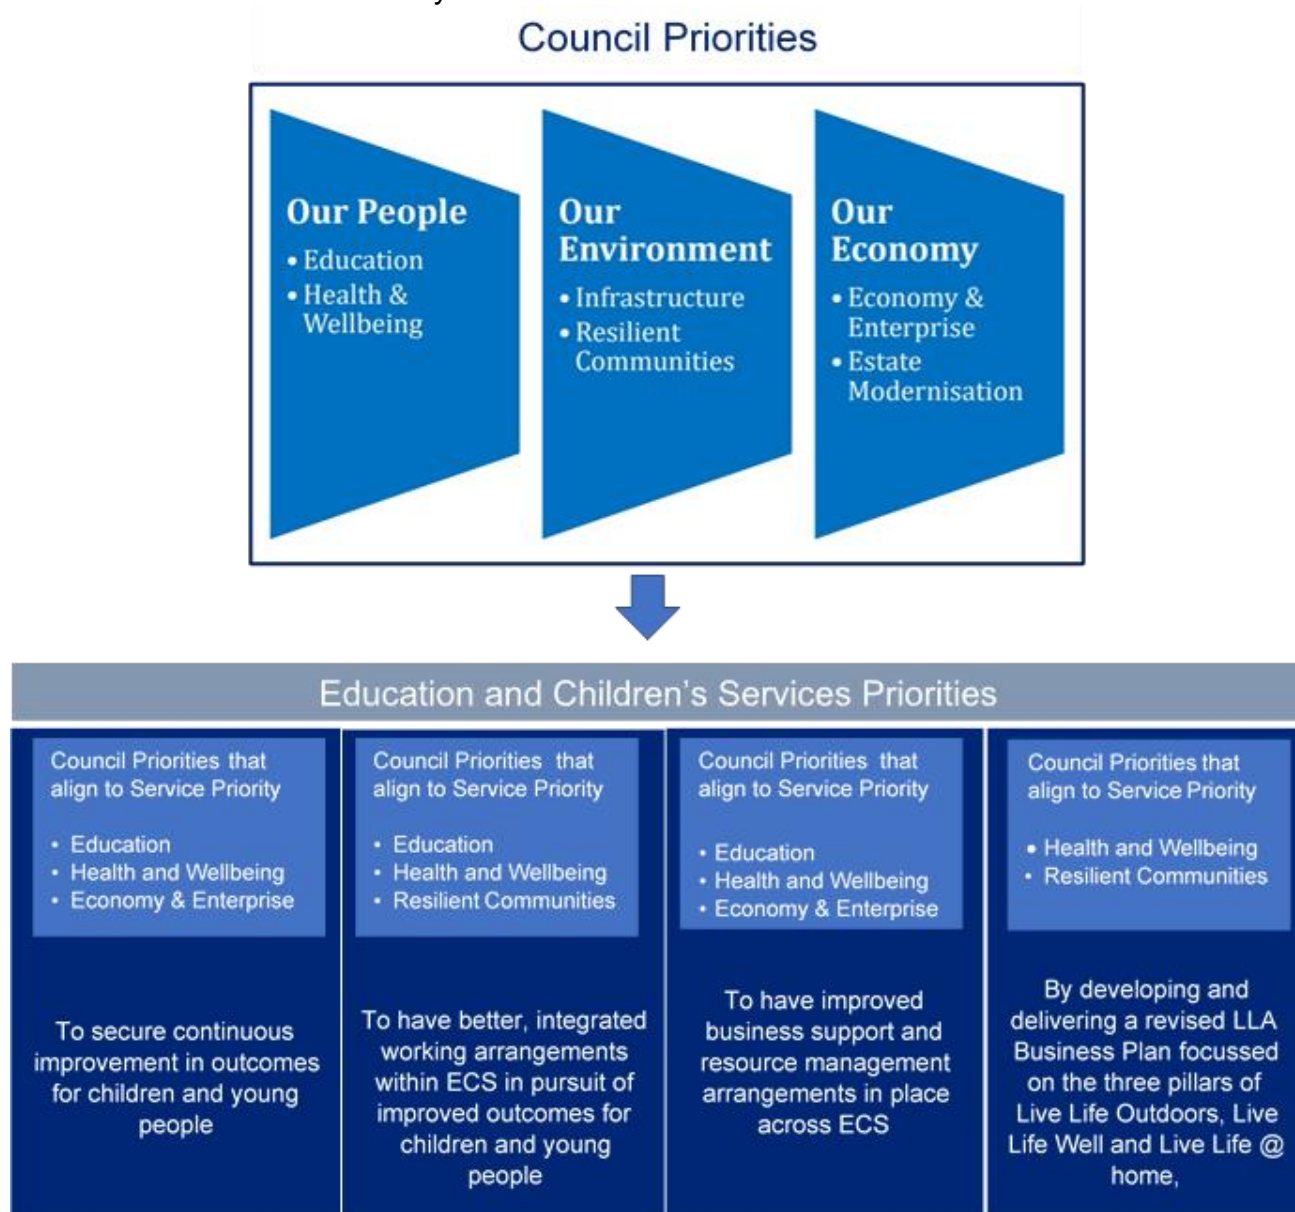 Council Priorities
Our People
• Education
• Health &
Wellbeing
Our
Environment
• Infrastructure
• Resilient
Communities
Our
Economy
• Economy &
Enterprise
• Estate
Modernisation
Education and Children's Services Priorities
Council Priorities that
align to Service Priority
• Education
• Health and Wellbeing
• Economy & Enterprise
To secure continuous
improvement in outcomes
for children and young
people
Council Priorities that
align to Service Priority
• Education
• Health and Wellbeing
• Resilient Communities
To have better, integrated
working arrangements
within ECS in pursuit of
improved outcomes for
children and young
people
Council Priorities that
align to Service Priority
• Education
• Health and Wellbeing
• Economy & Enterprise
To have improved
business support and
resource management
arrangements in place
across ECS
Council Priorities that
align to Service Priority
• Health and Wellbeing
• Resilient Communities
By developing and
delivering a revised LLA
Business Plan focussed
on the three pillars of
Live Life Outdoors, Live
Life Well and Live Life @
home,